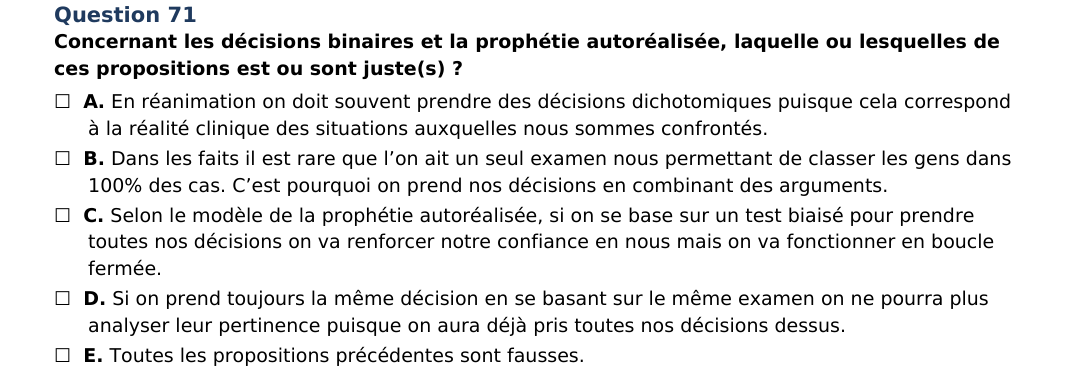 Question 71
Concernant les décisions binaires et la prophétie autoréalisée, laquelle ou lesquelles de
ces propositions est ou sont juste(s) ?
☐ A. En réanimation on doit souvent prendre des décisions dichotomiques puisque cela correspond
à la réalité clinique des situations auxquelles nous sommes confrontés.
☐ B. Dans les faits il est rare que l’on ait un seul examen nous permettant de classer les gens dans
100% des cas. C’est pourquoi on prend nos décisions en combinant des arguments.
☐ C. Selon le modèle de la prophétie autoréalisée, si on se base sur un test biaisé pour prendre
toutes nos décisions on va renforcer notre confiance en nous mais on va fonctionner en boucle
fermée.
☐ D. Si on prend toujours la même décision en se basant sur le même examen on ne pourra plus
analyser leur pertinence puisque on aura déjà pris toutes nos décisions dessus.
☐ E. Toutes les propositions précédentes sont fausses.